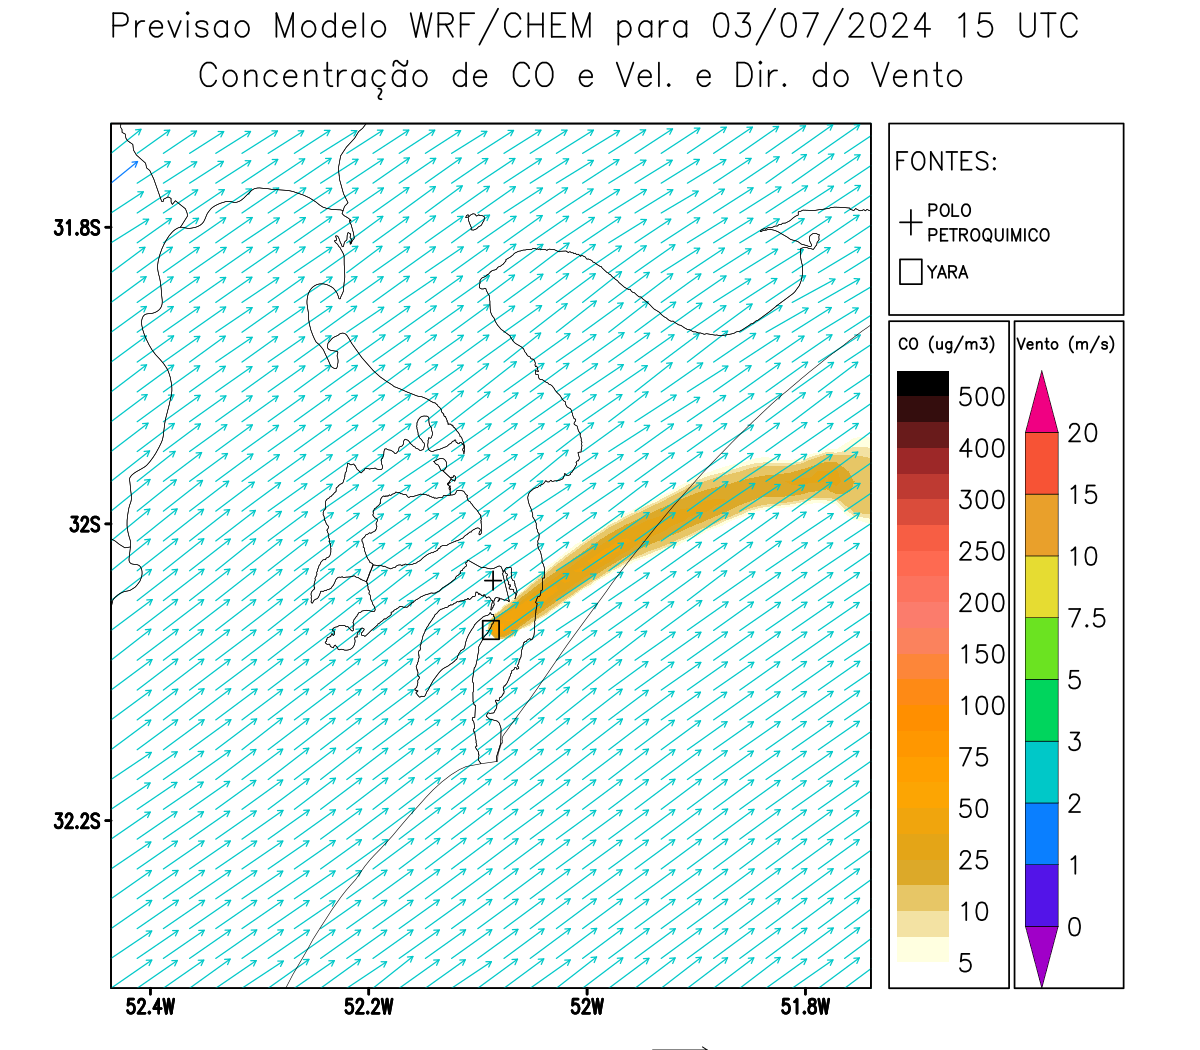 Previsao Modelo WRF/CHEM para 03/07/2024 15 UTC
Concentração de CO e Vel. e Dir. do Vento
FONTES:
POLO
PETROQUIMICO
YARA
31.8S
32S
32.2S
52.4W
52.2W
52W
51.8W
CO (ug/m3)
500
400
300
250
200
150
100
75
50
25
10
5
Vento (m/s)
20
15
10
7.5
5
3
2
1
0